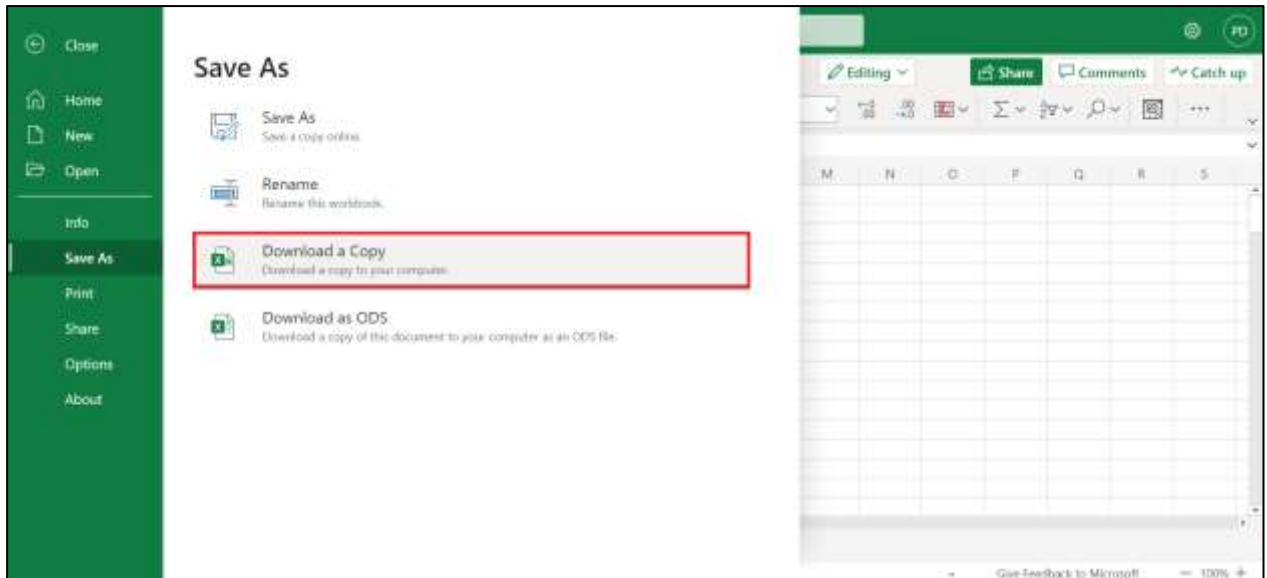 Close
Home
New
Open
Info
Save As
Print
Share
Options
About
Save As
Save As
Save a copy online.
Rename
Rename this workbook.
Download a Copy
Download a copy to your computer.
Download as ODS
Download a copy of this document to your computer as an ODS file.
PD
Editing
Share
Comments
Catch up
M N O P Q R S
Give Feedback to Microsoft
100%